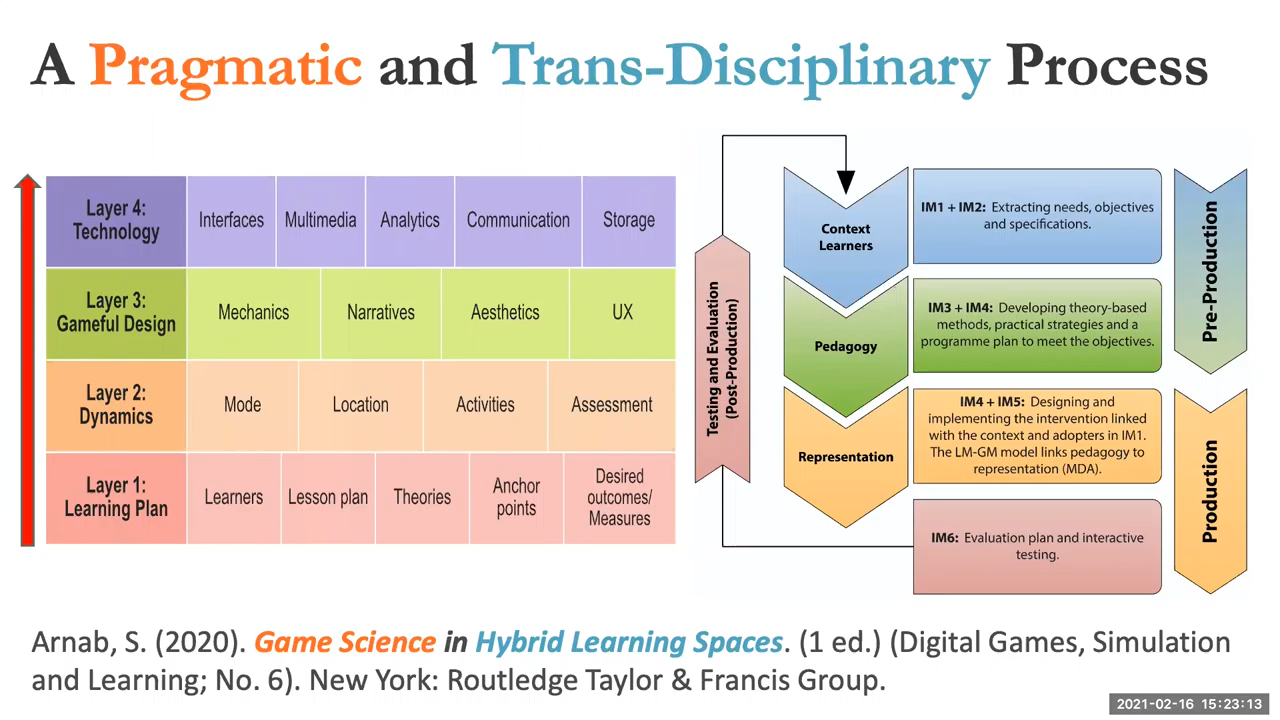 A Pragmatic and Trans-Disciplinary Process
Layer 4:
Technology
Interfaces
Multimedia
Analytics
Communication
Storage
Layer 3:
Gameful Design
Mechanics
Narratives
Aesthetics
UX
Layer 2:
Dynamics
Mode
Location
Activities
Assessment
Layer 1:
Learning Plan
Learners
Lesson plan
Theories
Anchor
points
Desired
outcomes/
Measures
Testing and Evaluation
(Post-Production)
Context
Learners
IM1 + IM2: Extracting needs, objectives
and specifications.
Pedagogy
IM3 + IM4: Developing theory-based
methods, practical strategies and a
programme plan to meet the objectives.
Pre-Production
Representation
IM4 + IM5: Designing and
implementing the intervention linked
with the context and adopters in IM1.
The LM-GM model links pedagogy to
representation (MDA).
IM6: Evaluation plan and interactive
testing.
Production
Arnab, S. (2020). Game Science in Hybrid Learning Spaces. (1 ed.) (Digital Games, Simulation
and Learning; No. 6). New York: Routledge Taylor & Francis Group.
2021-02-16 15:23:13